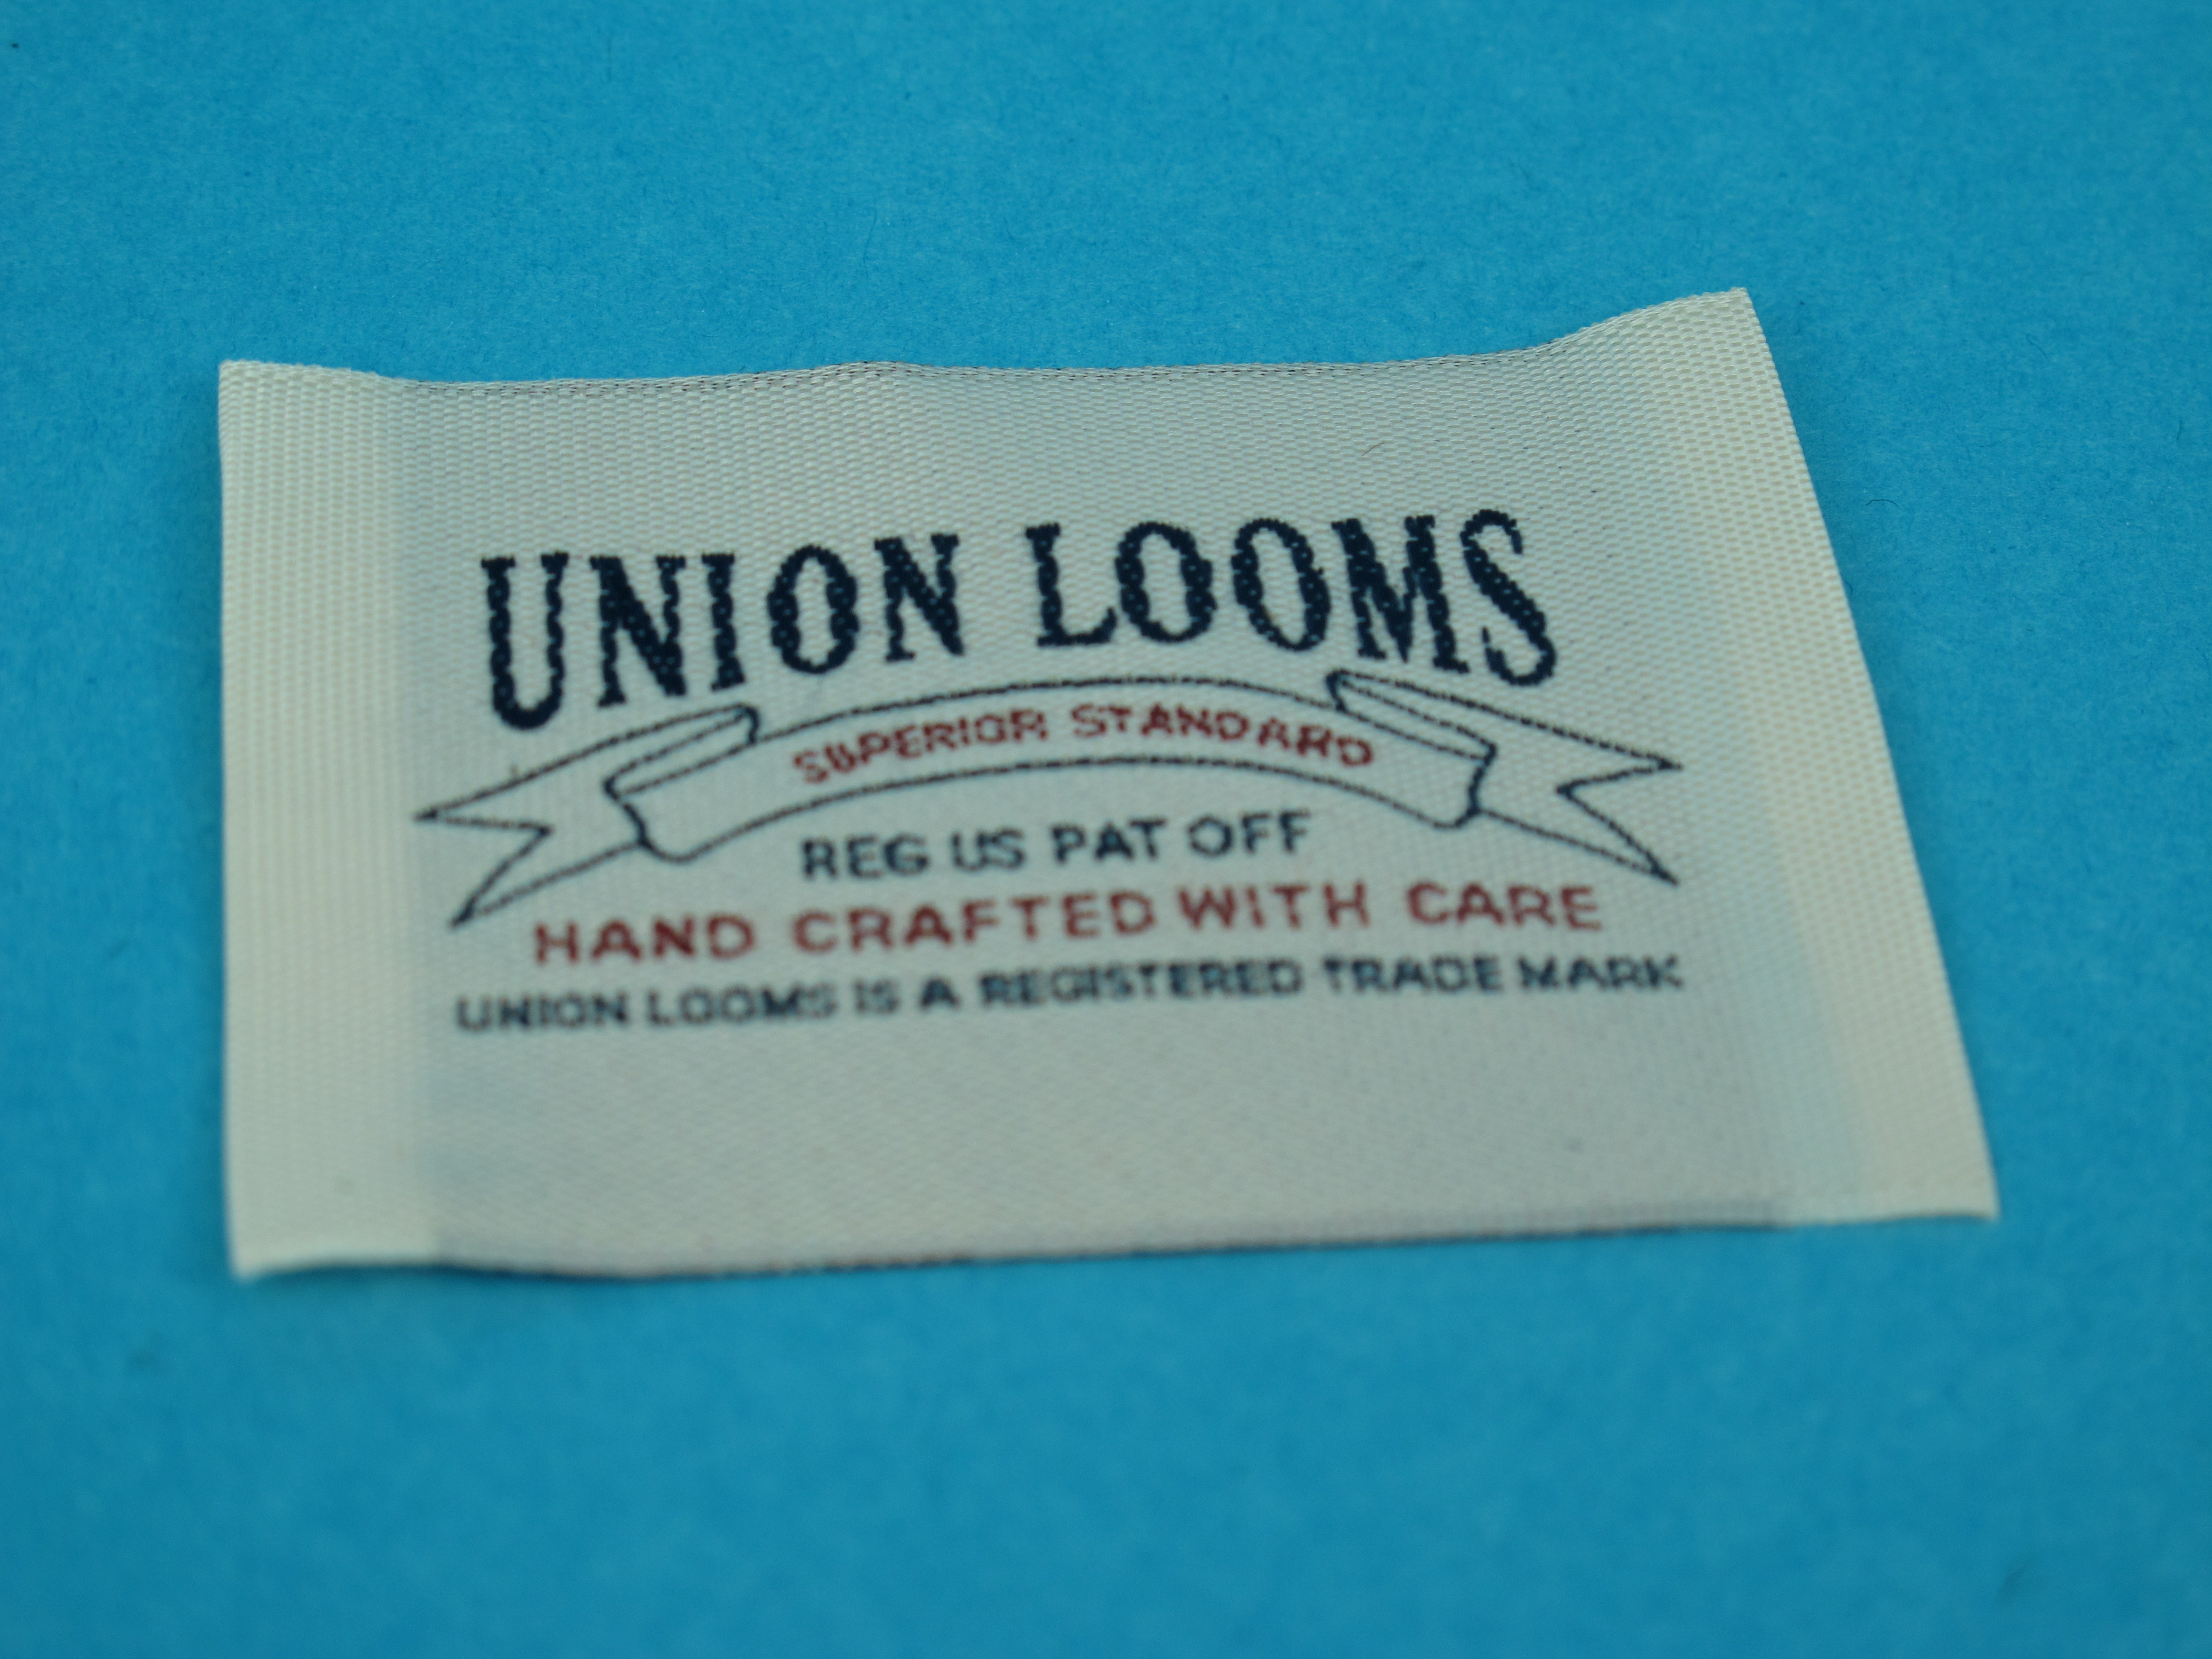 UNION LOOMS
SUPERIOR STANDARD
REG US PAT OFF
HAND CRAFTED WITH CARE
UNION LOOMS IS A REGISTERED TRADE MARK